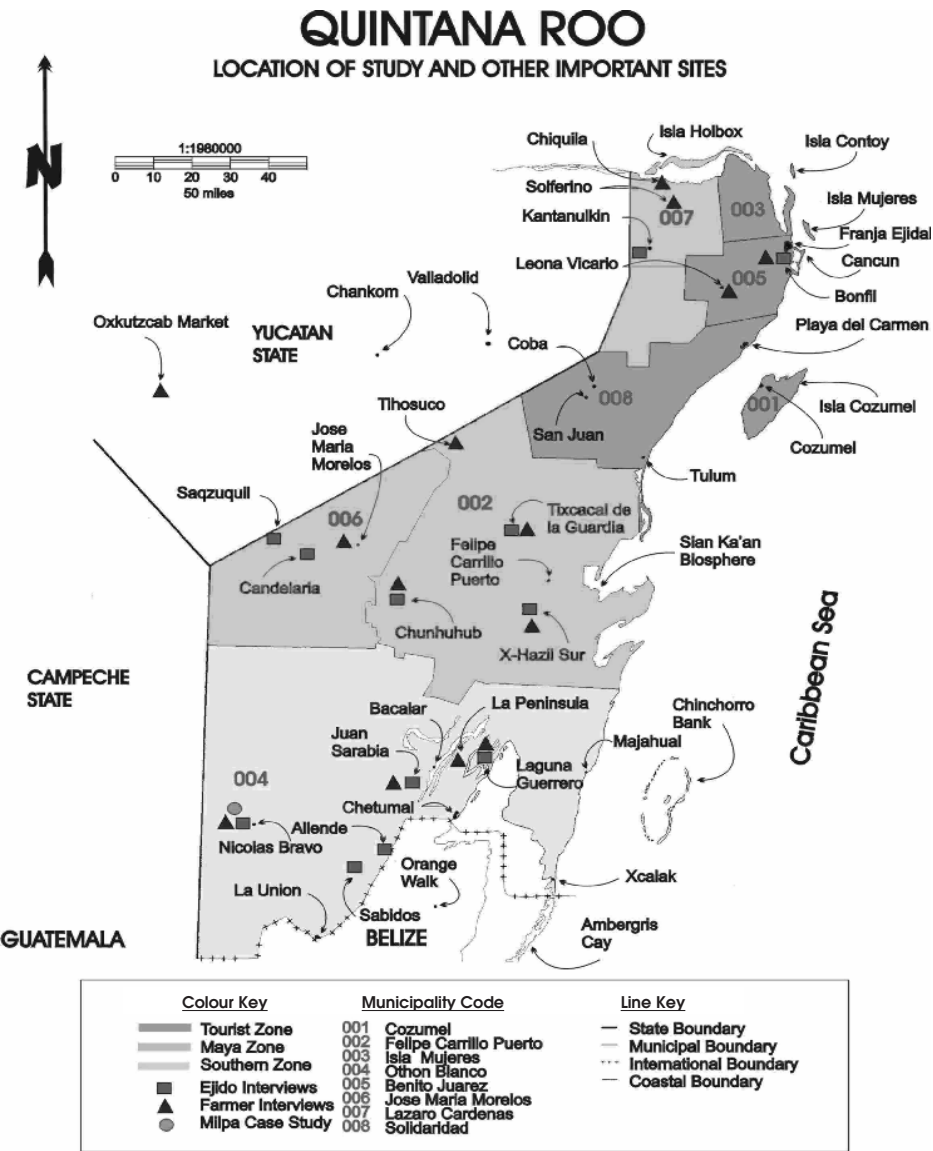 QUINTANA ROO
LOCATION OF STUDY AND OTHER IMPORTANT SITES
N
1:1980000
0 10 20 30 40
50 miles
Chiquila
Isla Holbox
Isla Contoy
Solferino
Isla Mujeres
003
Kantanulkin
007
Franja Ejidal
Leona Vicario
Cancun
005
Bonfil
Chankom
Valladolid
Oxkutzcab Market
YUCATAN
STATE
Playa del Carmen
Coba
008
001
Isla Cozumel
Tihosuco
San Juan
Cozumel
Jose
Maria
Morelos
Tulum
Saqzuquil
002
006
Tixcacal de
la Guardia
Felipe
Carrillo
Puerto
Sian Ka'an
Biosphere
Candelaria
Chunhuhub
X-Hazil Sur
Caribbean Sea
CAMPECHE
STATE
Bacalar
La Peninsula
Chinchorro
Bank
Juan
Sarabia
Majahual
004
Laguna
Guerrero
Chetumal
Allende
Nicolas Bravo
Orange
Walk
La Union
Xcalak
Sabidos
GUATEMALA
BELIZE
Ambergris
Cay
Colour Key
Tourist Zone
Maya Zone
Southern Zone
Ejido Interviews
Farmer Interviews
Milpa Case Study
Municipality Code
001 Cozumel
002 Felipe Carrillo Puerto
003 Isla Mujeres
004 Othon Blanco
005 Benito Juarez
006 Jose Maria Morelos
007 Lazaro Cardenas
008 Solidaridad
Line Key
State Boundary
Municipal Boundary
International Boundary
Coastal Boundary